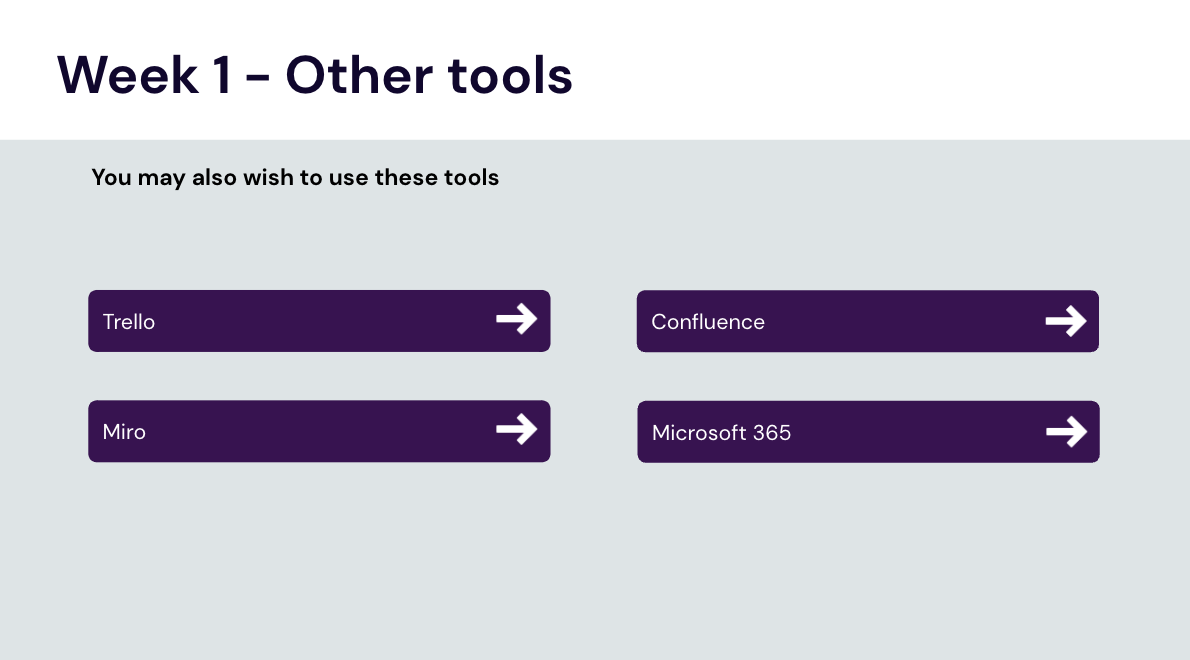 Week 1 – Other tools
You may also wish to use these tools
Trello
Confluence
Miro
Microsoft 365